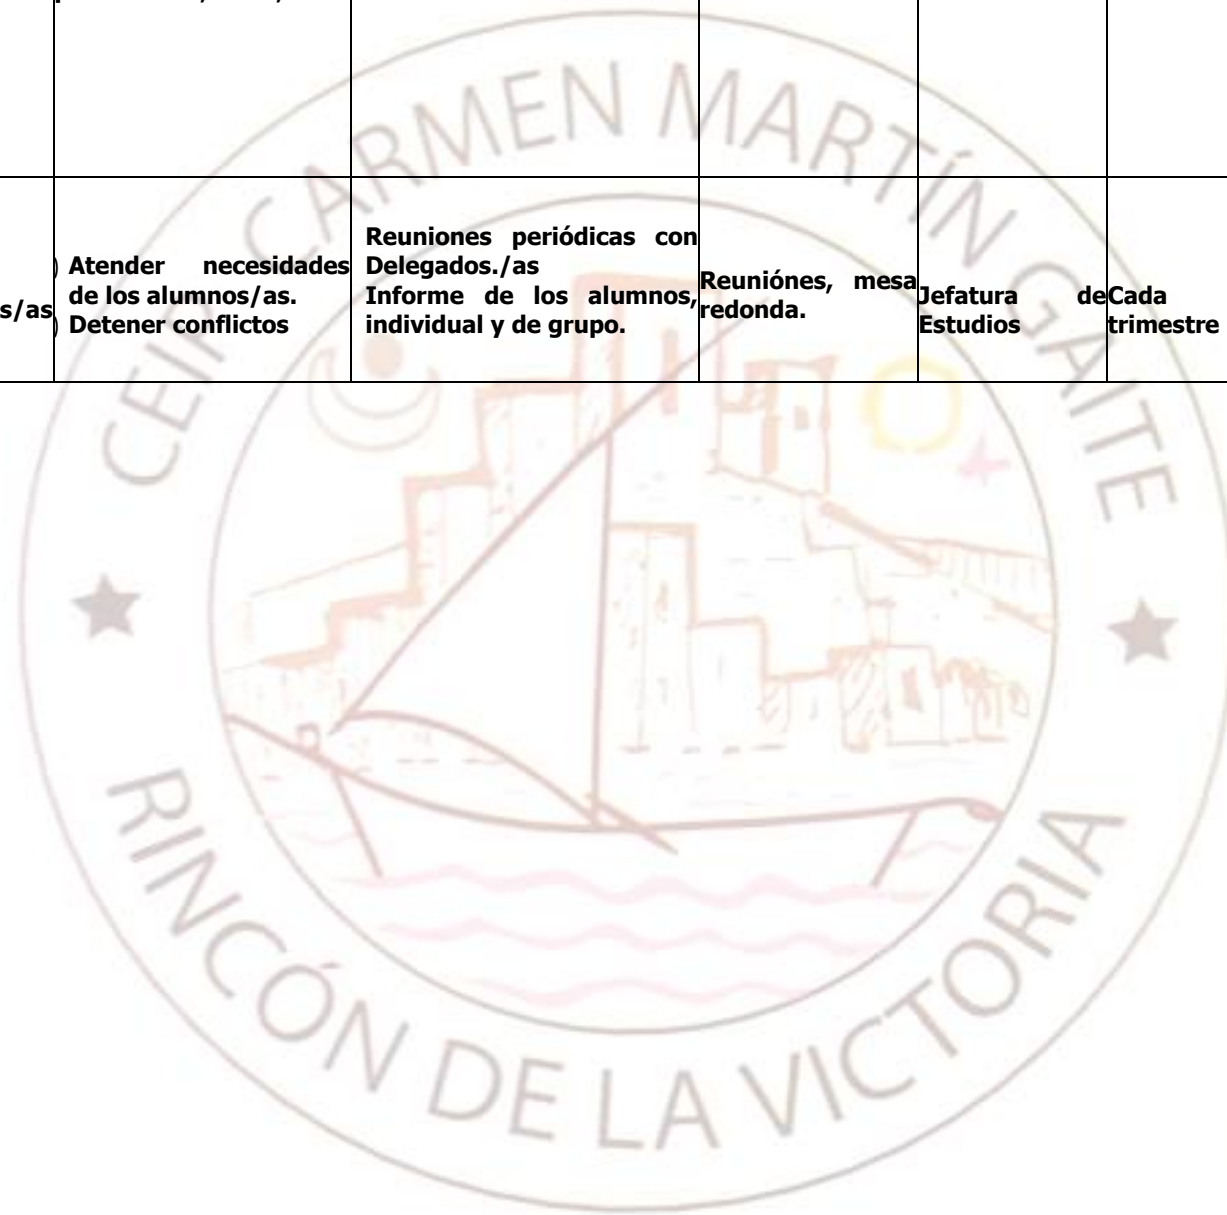 s/as
) Atender necesidades
de los alumnos/as.
) Detener conflictos
Reuniones periódicas con
Delegados./as
Informe de los alumnos,
individual y de grupo.
Reuniónes, mesa
redonda.
Jefatura de
Estudios
Cada
trimestre
CEIP CARMEN MARTÍN GAITE
RINCÓN DE LA VICTORIA